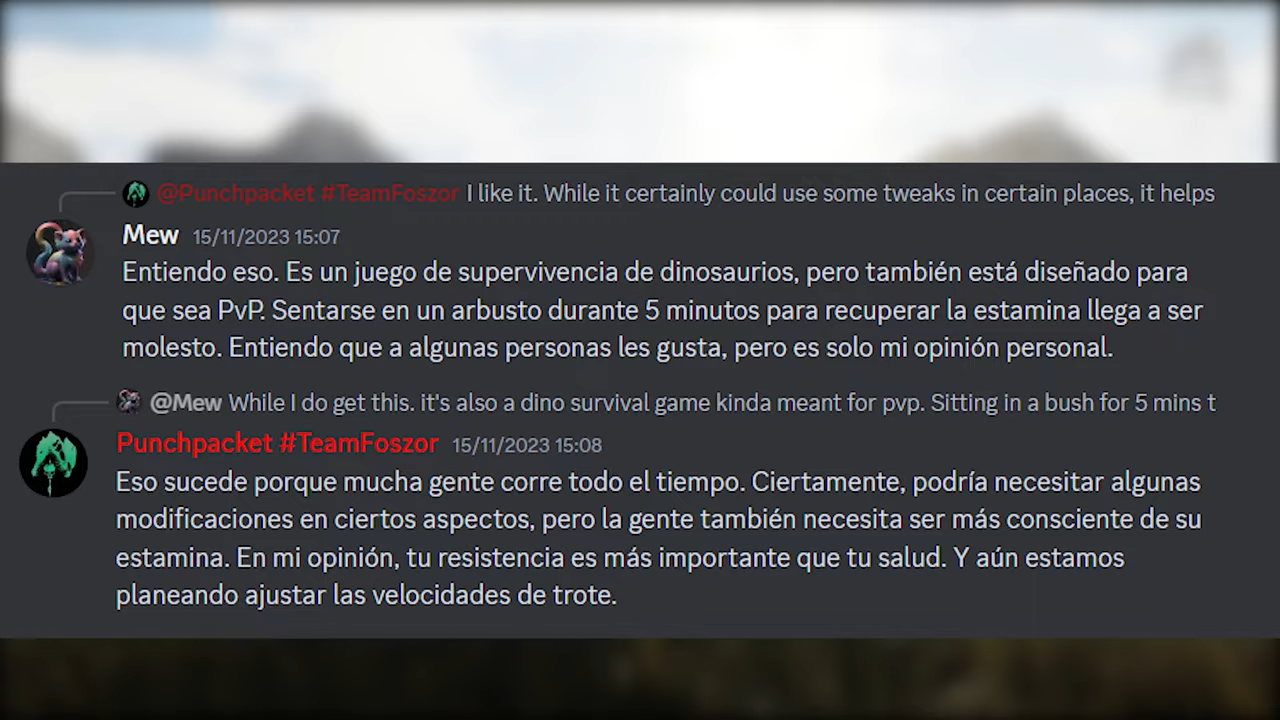 @Punchpacket #TeamFoszor I like it. While it certainly could use some tweaks in certain places, it helps
Mew 15/11/2023 15:07
Entiendo eso. Es un juego de supervivencia de dinosaurios, pero también está diseñado para
que sea PvP. Sentarse en un arbusto durante 5 minutos para recuperar la estamina llega a ser
molesto. Entiendo que a algunas personas les gusta, pero es solo mi opinión personal.
@Mew While I do get this. it's also a dino survival game kinda meant for pvp. Sitting in a bush for 5 mins t
Punchpacket #TeamFoszor 15/11/2023 15:08
Eso sucede porque mucha gente corre todo el tiempo. Ciertamente, podría necesitar algunas
modificaciones en ciertos aspectos, pero la gente también necesita ser más consciente de su
estamina. En mi opinión, tu resistencia es más importante que tu salud. Y aún estamos
planeando ajustar las velocidades de trote.